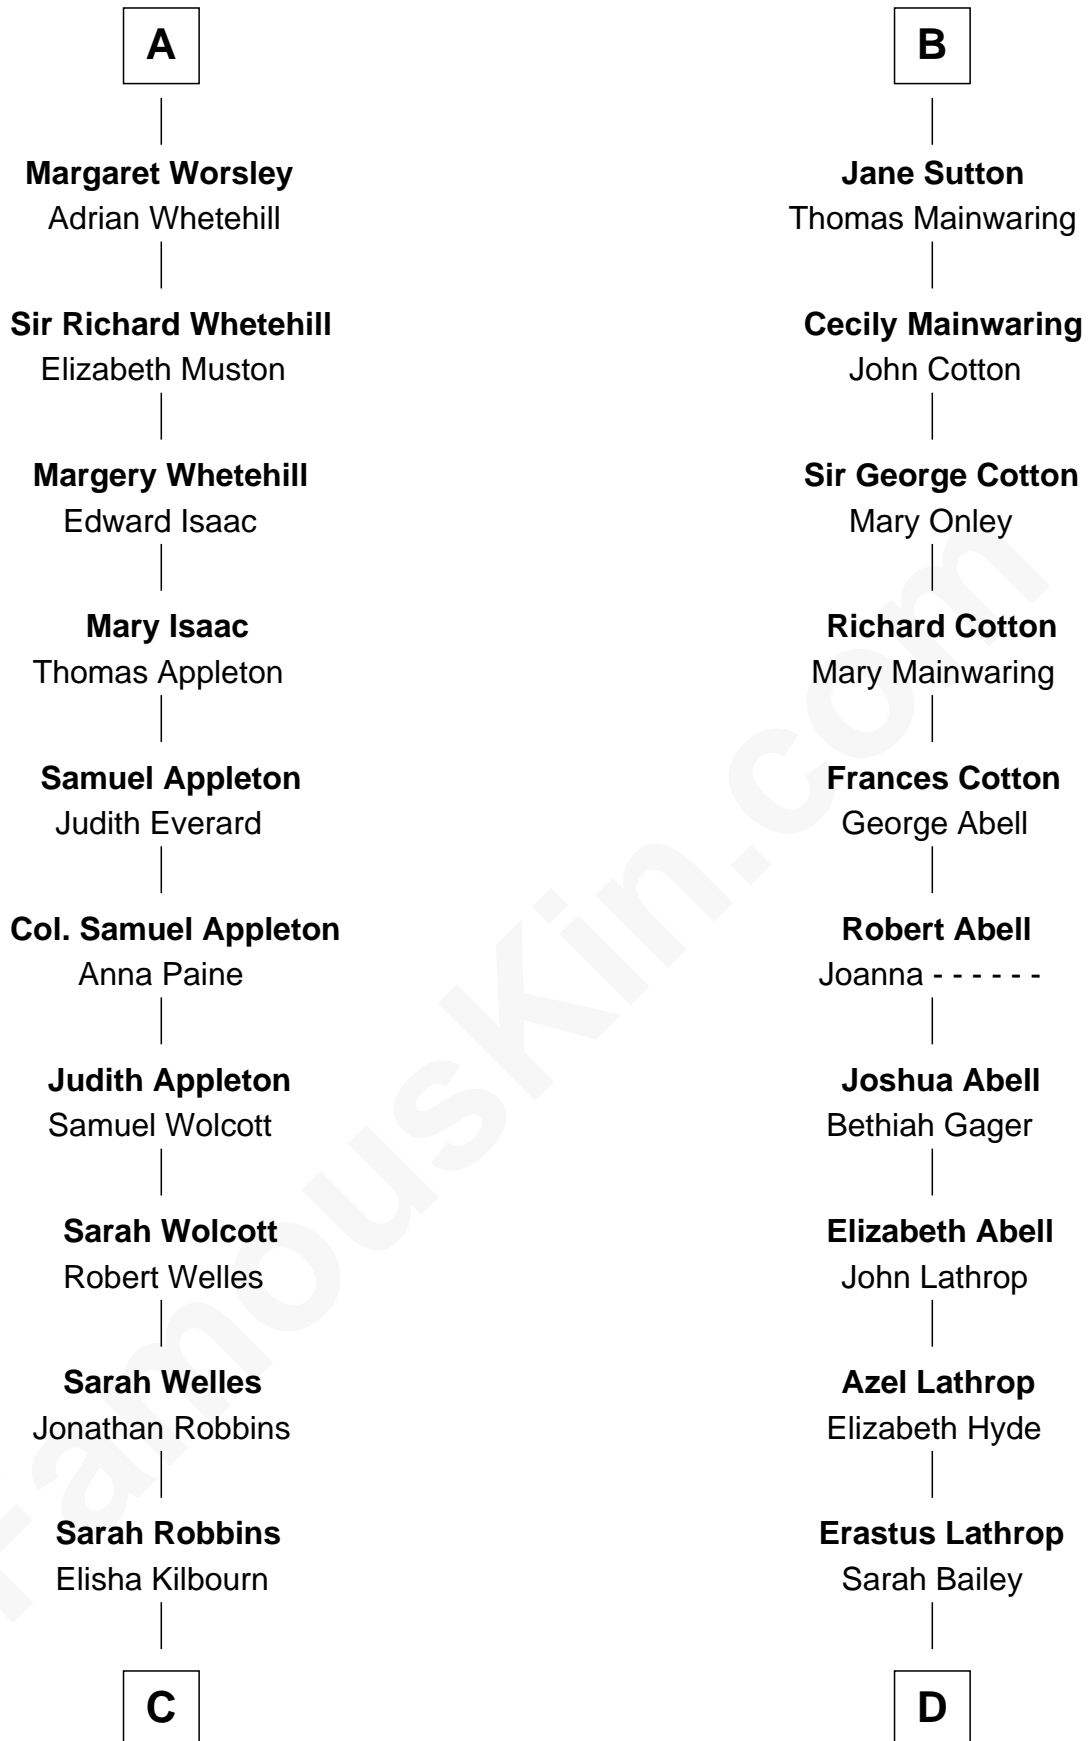 A
Margaret Worsley
Adrian Whetehill
Sir Richard Whetehill
Elizabeth Muston
Margery Whetehill
Edward Isaac
Mary Isaac
Thomas Appleton
Samuel Appleton
Judith Everard
Col. Samuel Appleton
Anna Paine
Judith Appleton
Samuel Wolcott
Sarah Wolcott
Robert Welles
Sarah Welles
Jonathan Robbins
Sarah Robbins
Elisha Kilbourn
C
B
Jane Sutton
Thomas Mainwaring
Cecily Mainwaring
John Cotton
Sir George Cotton
Mary Onley
Richard Cotton
Mary Mainwaring
Frances Cotton
George Abell
Robert Abell
Joanna - - - - - -
Joshua Abell
Bethiah Gager
Elizabeth Abell
John Lathrop
Azel Lathrop
Elizabeth Hyde
Erastus Lathrop
Sarah Bailey
D
FamousKin.com